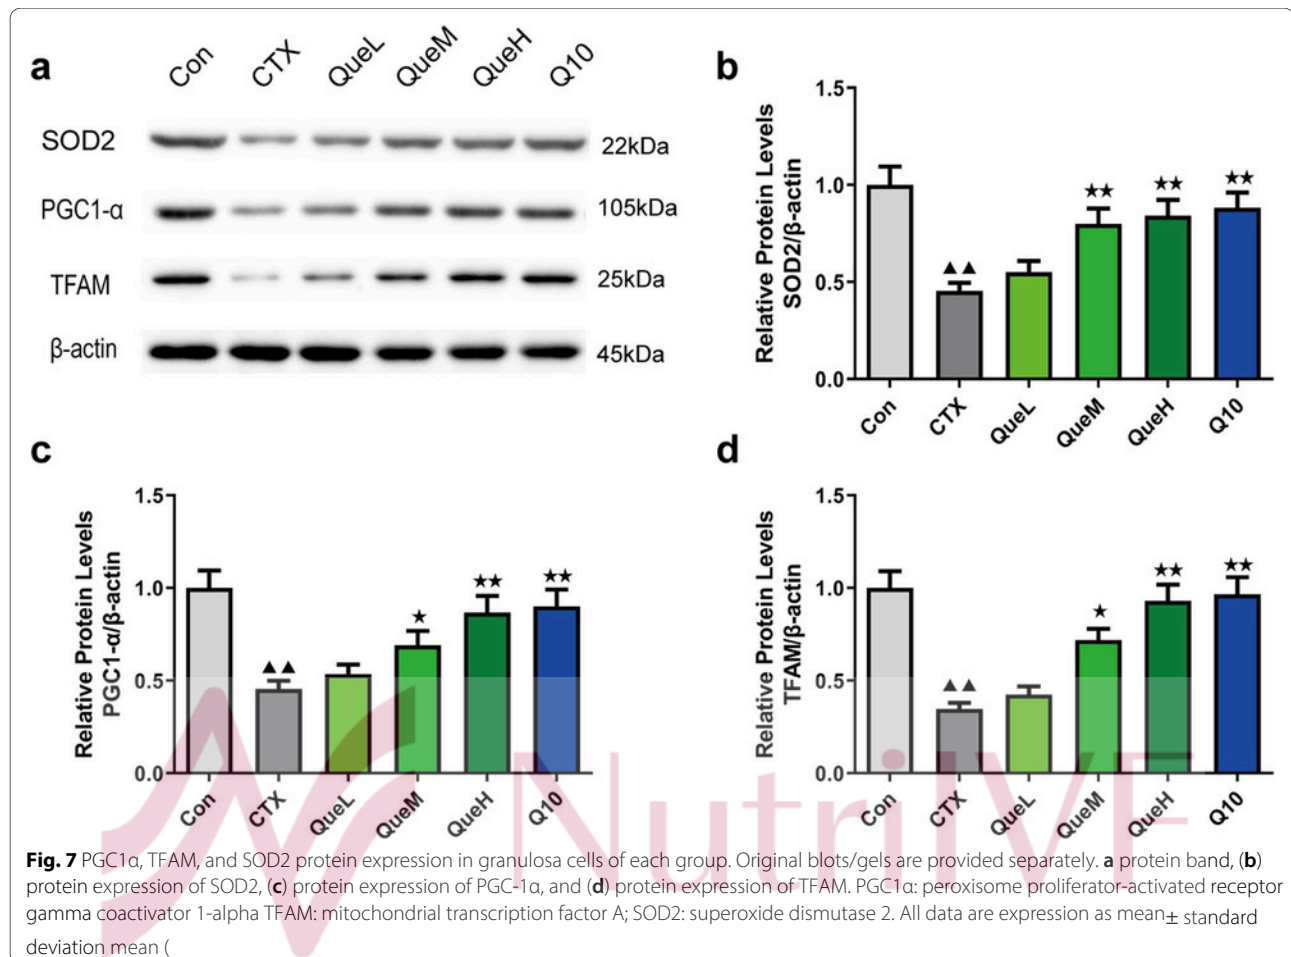 a
Con CTX QueL QueM QueH Q10
SOD2 22kDa
PGC1-α 105kDa
TFAM 25kDa
β-actin 45kDa
b
Relative Protein Levels
SOD2/β-actin
1.5
1.0
0.5
0.0
▲▲
★★
★★
★★
Con CTX QueL QueM QueH Q10
c
Relative Protein Levels
PGC1-α/β-actin
1.5
1.0
0.5
0.0
▲▲
★
★★
★★
Con CTX QueL QueM QueH Q10
d
Relative Protein Levels
TFAM/β-actin
1.5
1.0
0.5
0.0
▲▲
★
★★
★★
Con CTX QueL QueM QueH Q10
NutriIVF
Fig. 7 PGC1α, TFAM, and SOD2 protein expression in granulosa cells of each group. Original blots/gels are provided separately. a protein band, (b)
protein expression of SOD2, (c) protein expression of PGC-1α, and (d) protein expression of TFAM. PGC1α: peroxisome proliferator-activated receptor
gamma coactivator 1-alpha TFAM: mitochondrial transcription factor A; SOD2: superoxide dismutase 2. All data are expression as mean± standard
deviation mean (